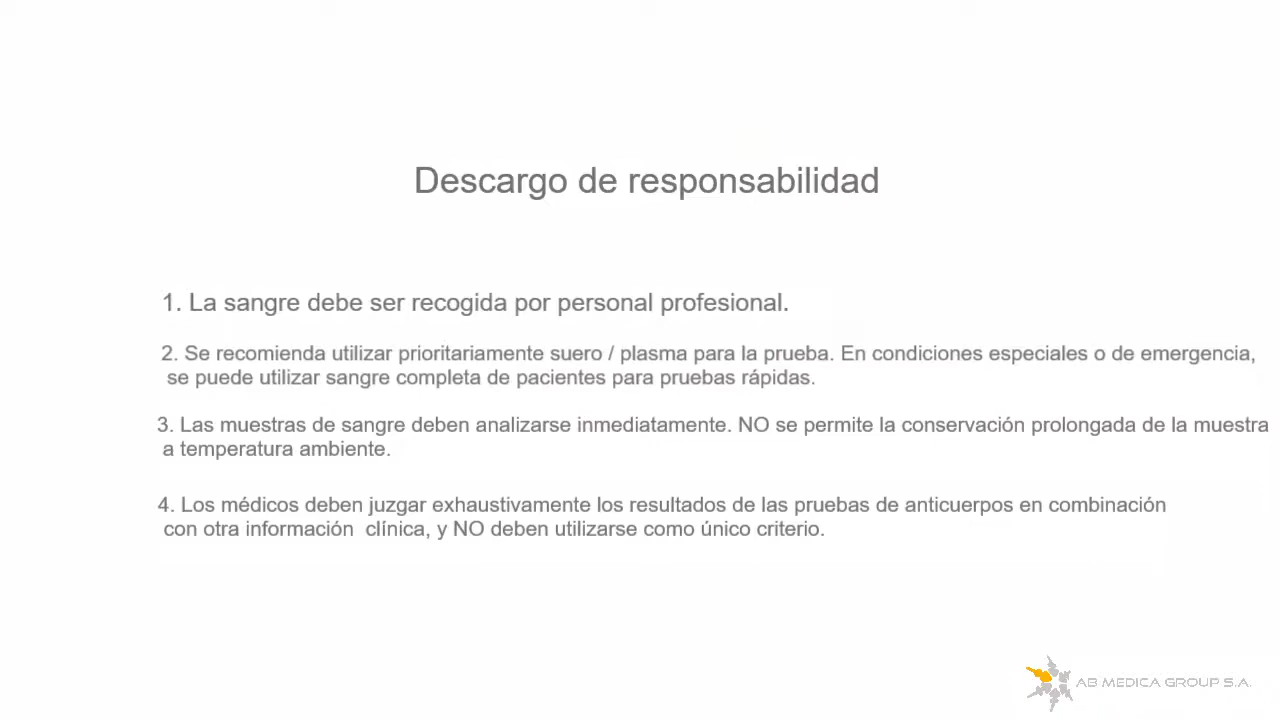 Descargo de responsabilidad
1. La sangre debe ser recogida por personal profesional.
2. Se recomienda utilizar prioritariamente suero / plasma para la prueba. En condiciones especiales o de emergencia,
se puede utilizar sangre completa de pacientes para pruebas rápidas.
3. Las muestras de sangre deben analizarse inmediatamente. NO se permite la conservación prolongada de la muestra
a temperatura ambiente.
4. Los médicos deben juzgar exhaustivamente los resultados de las pruebas de anticuerpos en combinación
con otra información  clínica, y NO deben utilizarse como único criterio.
AB MEDICA GROUP S.A.